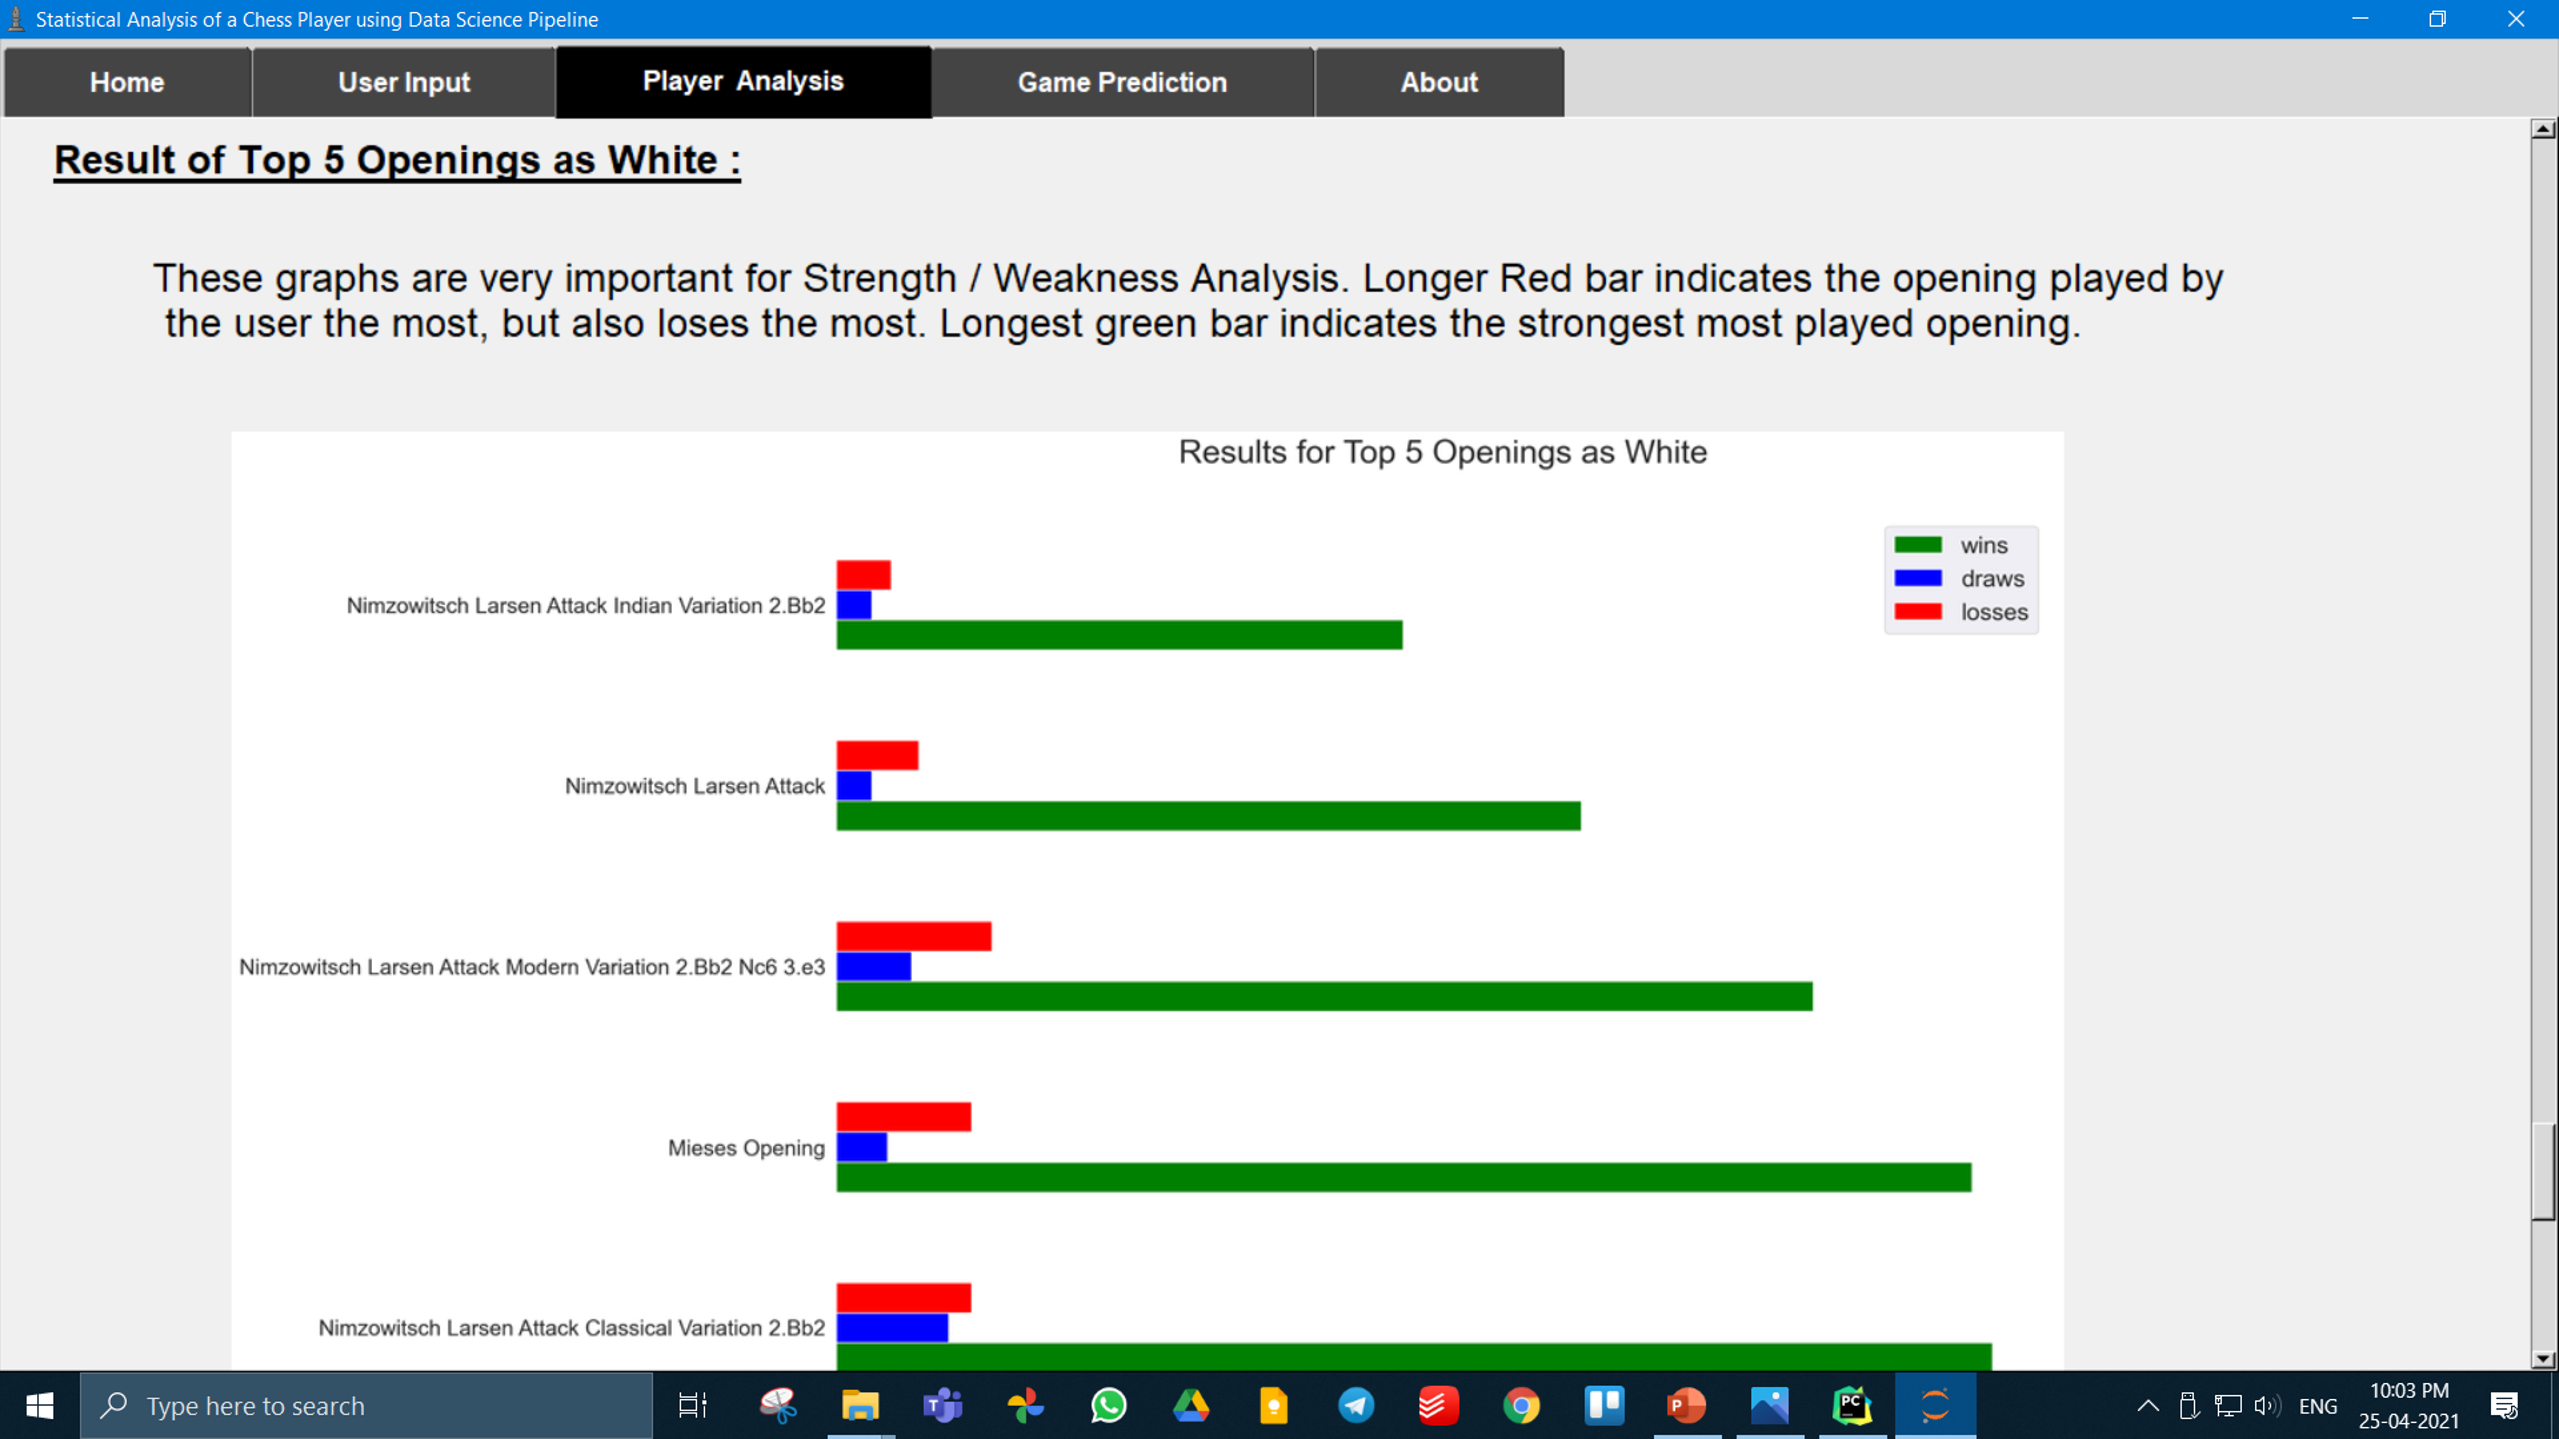 Statistical Analysis of a Chess Player using Data Science Pipeline
Home User Input Player Analysis Game Prediction About
Result of Top 5 Openings as White :
These graphs are very important for Strength / Weakness Analysis. Longer Red bar indicates the opening played by
the user the most, but also loses the most. Longest green bar indicates the strongest most played opening.
Results for Top 5 Openings as White
wins
draws
losses
Nimzowitsch Larsen Attack Indian Variation 2.Bb2
Nimzowitsch Larsen Attack
Nimzowitsch Larsen Attack Modern Variation 2.Bb2 Nc6 3.e3
Mieses Opening
Nimzowitsch Larsen Attack Classical Variation 2.Bb2
Type here to search
PC
ENG
10:03 PM
25-04-2021